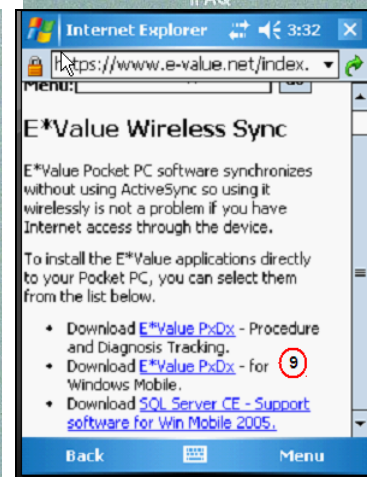 Internet Explorer 3:32
https://www.e-value.net/index.
Menu:
E*Value Wireless Sync
E*Value Pocket PC software synchronizes
without using ActiveSync so using it
wirelessly is not a problem if you have
Internet access through the device.
To install the E*Value applications directly
to your Pocket PC, you can select them
from the list below.
• Download E*Value PxDx - Procedure
and Diagnosis Tracking.
• Download E*Value PxDx - for 9
Windows Mobile.
• Download SQL Server CE - Support
software for Win Mobile 2005.
Back Menu